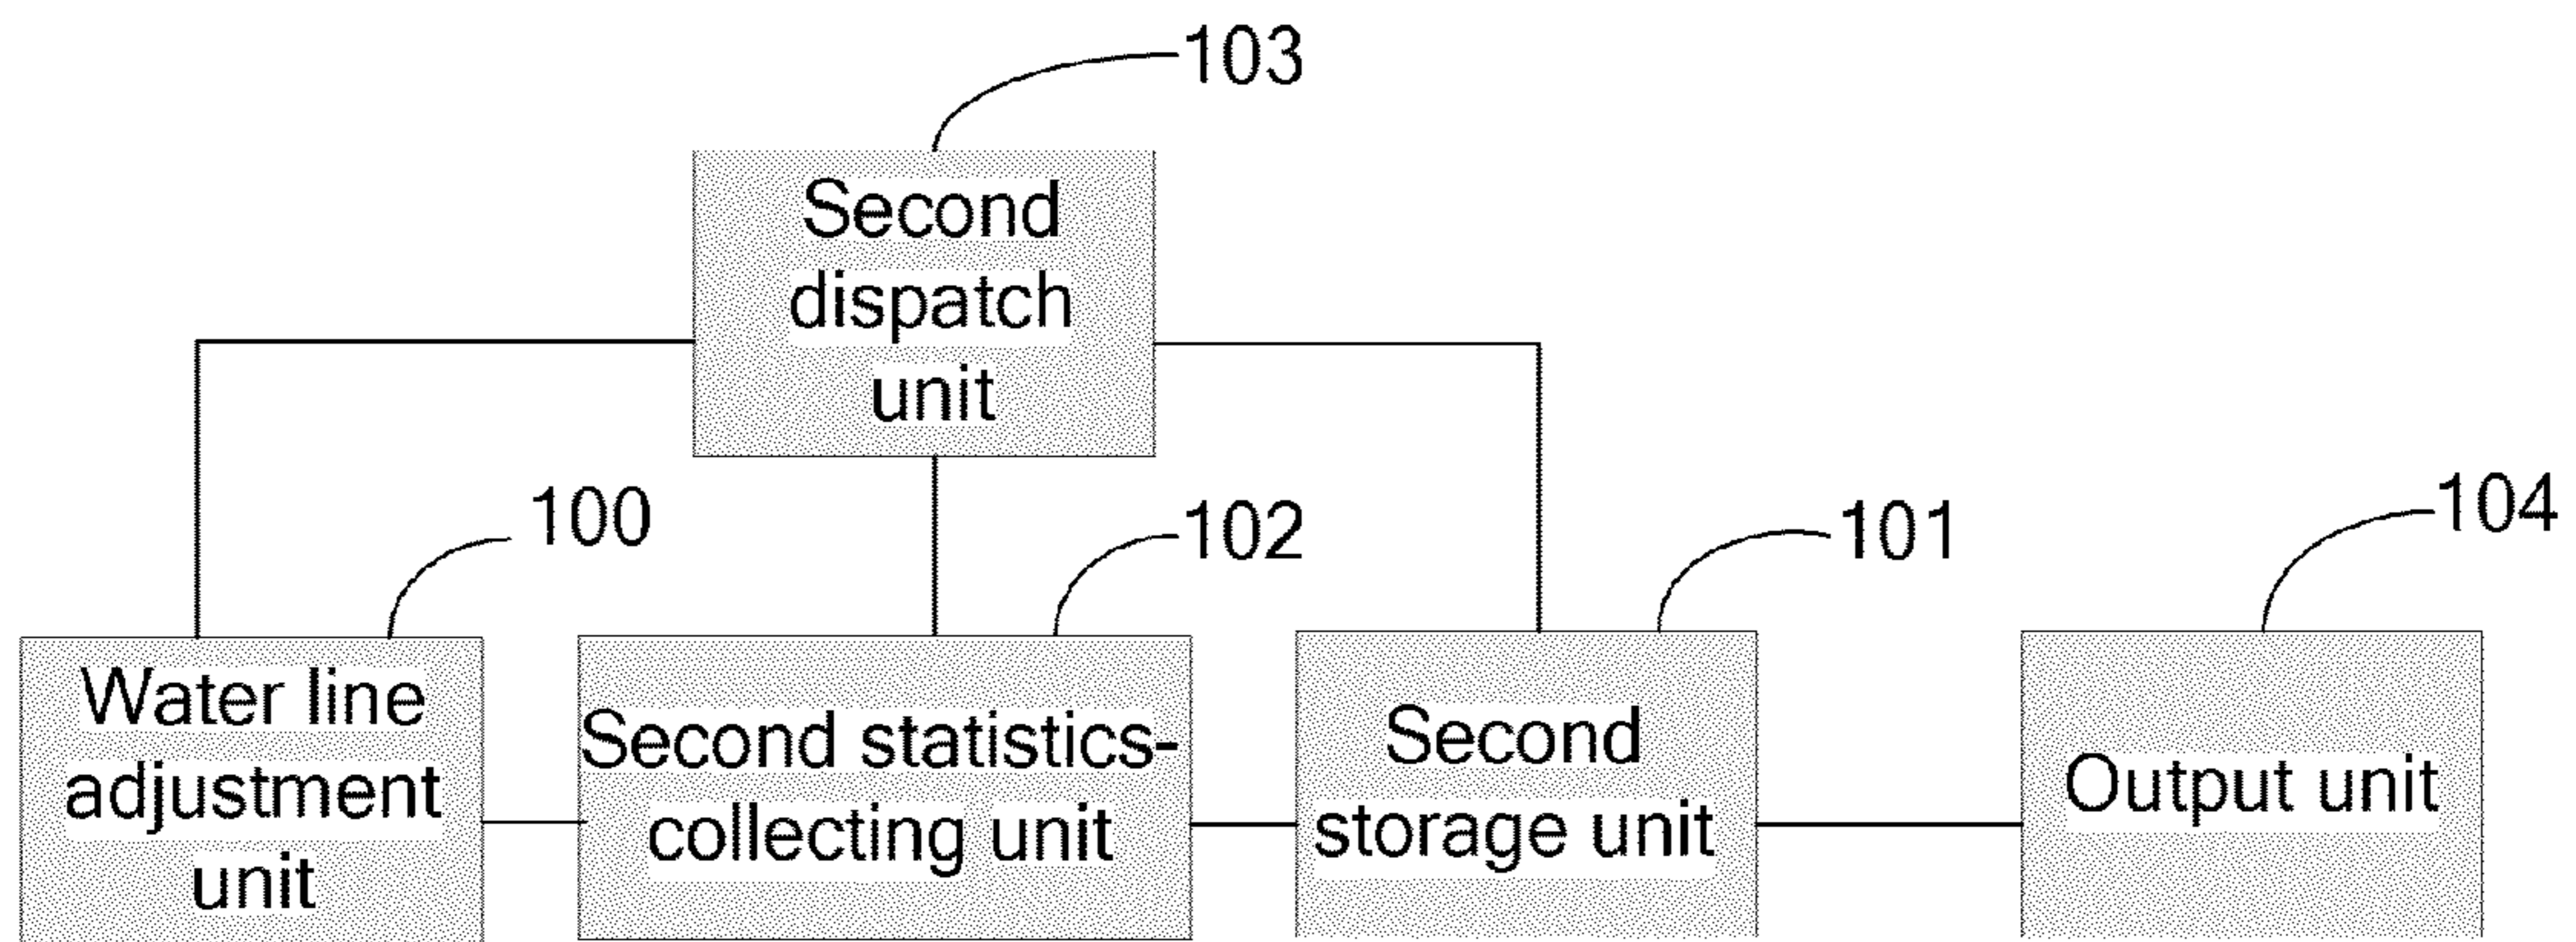 103
Second
dispatch
unit
100
102
101
104
Water line
adjustment
unit
Second statistics-
collecting unit
Second
storage unit
Output unit